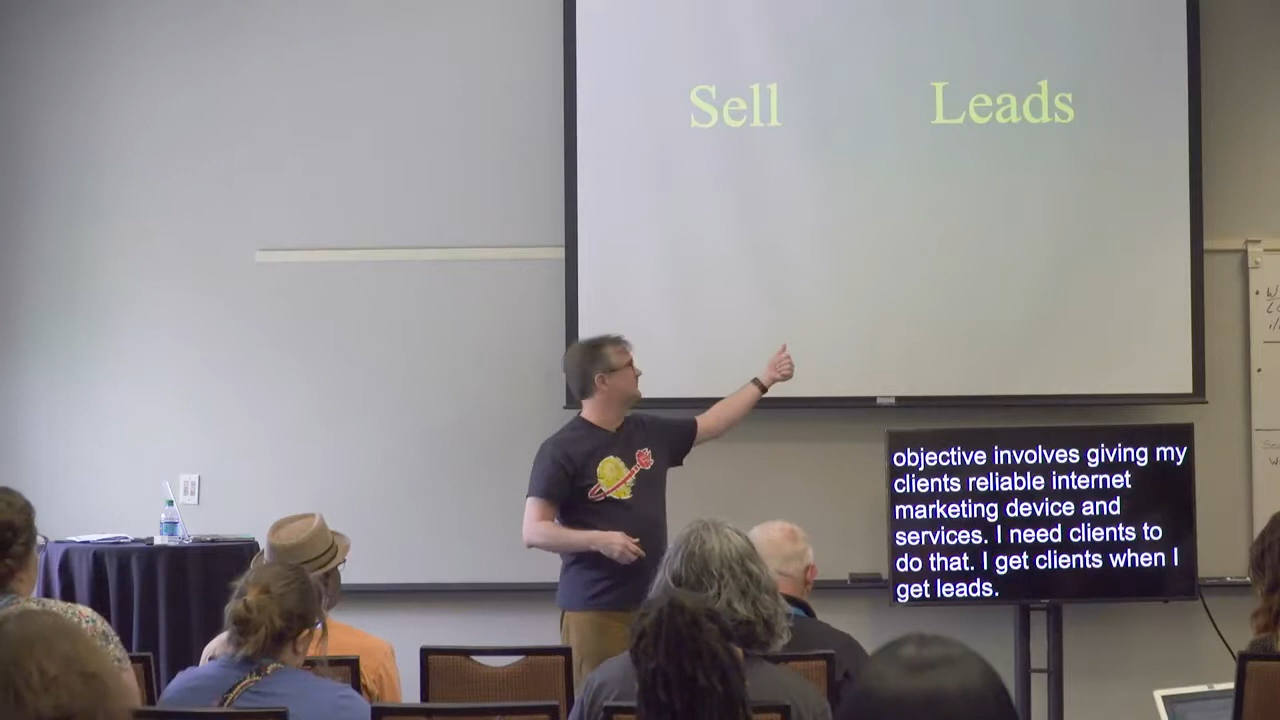 Sell Leads
objective involves giving my
clients reliable internet
marketing device and
services. I need clients to
do that. I get clients when I
get leads.